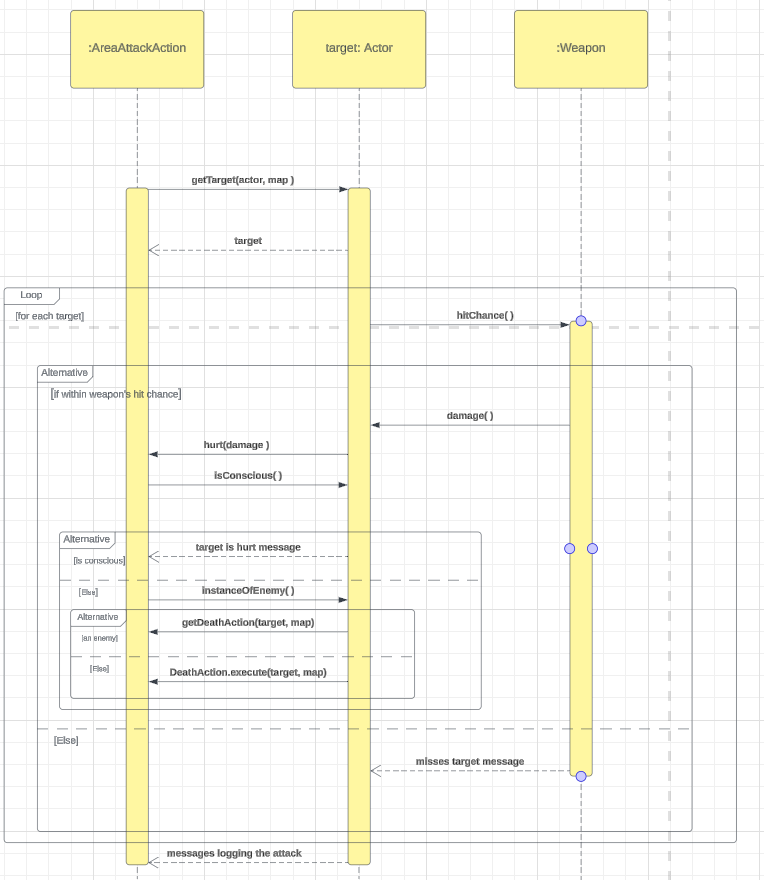 :AreaAttackAction
target: Actor
:Weapon
getTarget(actor, map )
target
Loop
[for each target]
hitChance( )
Alternative
[if within weapon's hit chance]
damage( )
hurt(damage )
isConscious( )
Alternative
target is hurt message
[is conscious]
[Else]
instanceOfEnemy( )
Alternative
getDeathAction(target, map)
[an enemy]
[Else]
DeathAction.execute(target, map)
[Else]
misses target message
messages logging the attack